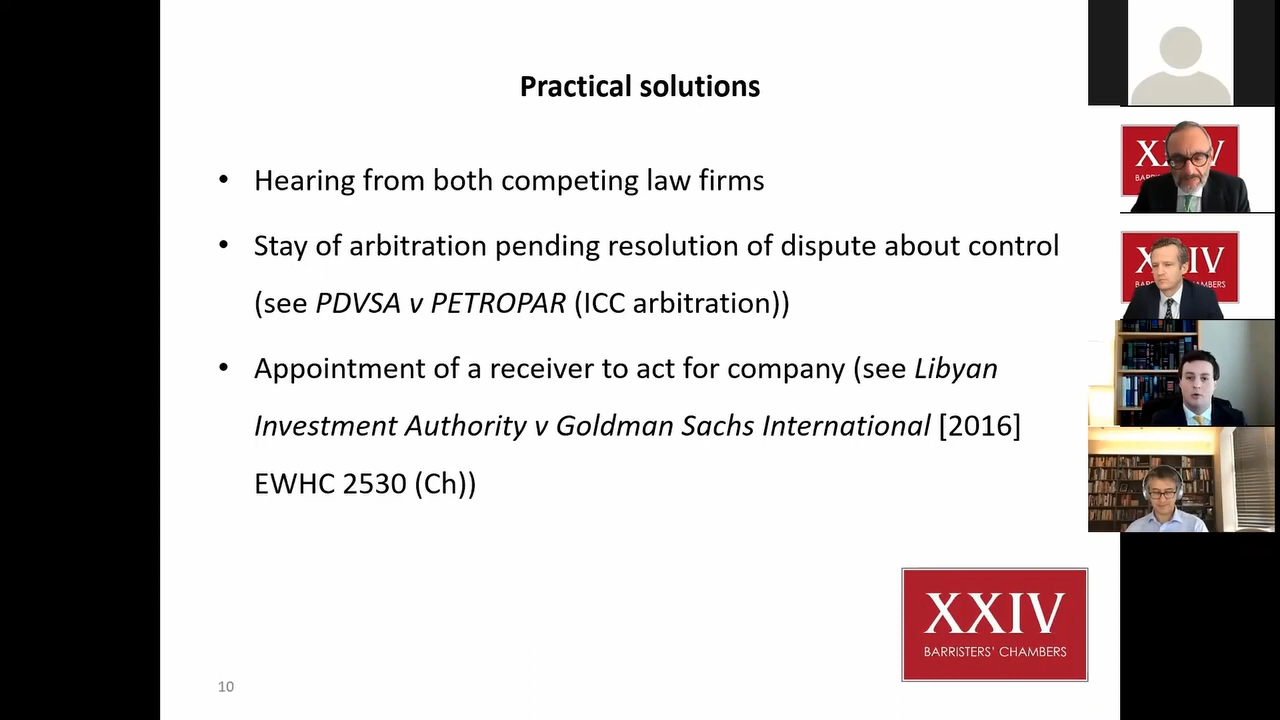 Practical solutions
• Hearing from both competing law firms
• Stay of arbitration pending resolution of dispute about control
(see PDVSA v PETROPAR (ICC arbitration))
• Appointment of a receiver to act for company (see Libyan
Investment Authority v Goldman Sachs International [2016]
EWHC 2530 (Ch))
XXIV
BARRISTERS' CHAMBERS
10